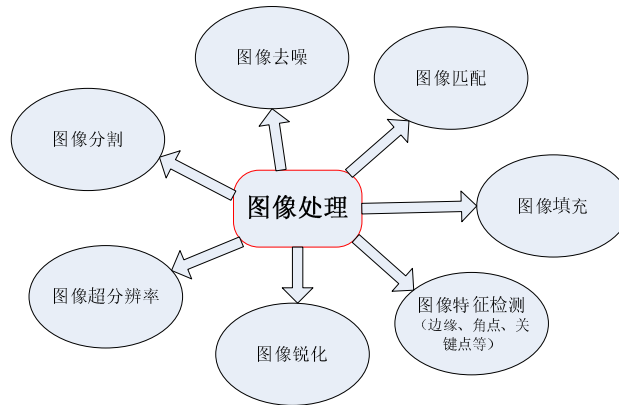 图像去噪
图像匹配
图像分割
图像处理
图像填充
图像超分辨率
图像特征检测
（边缘、角点、关
键点等）
图像锐化